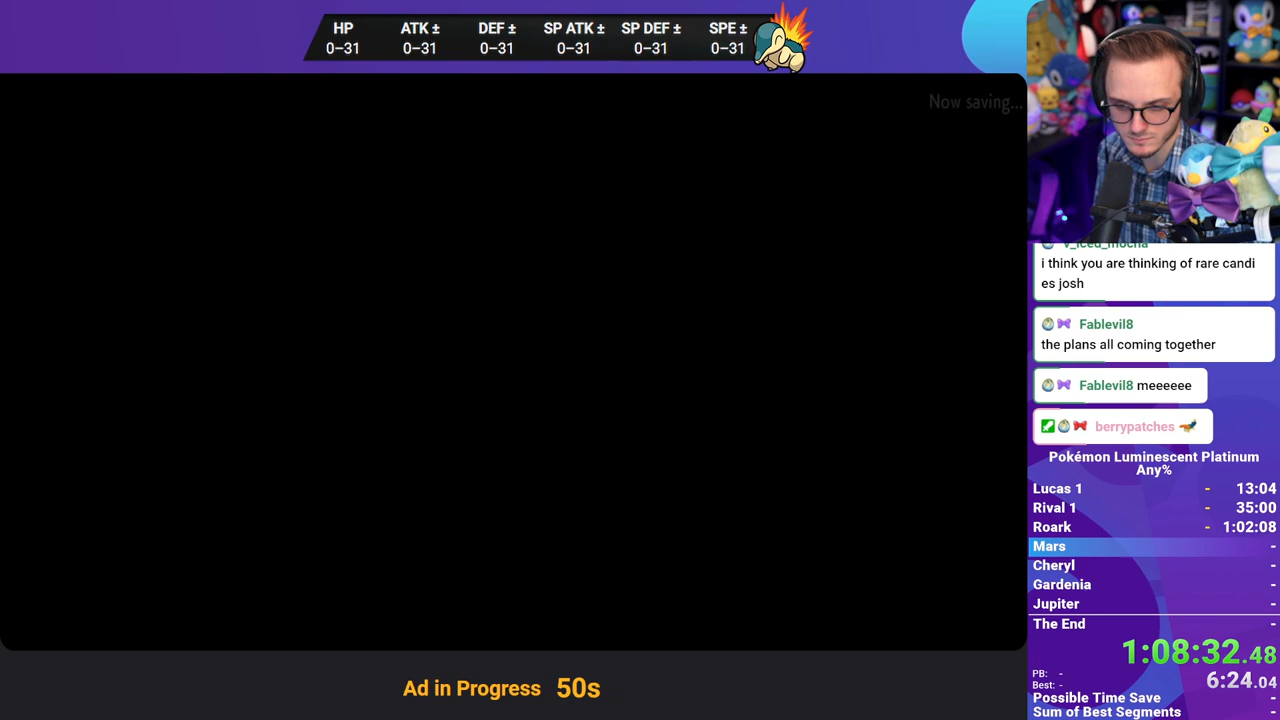 HP ATK ± DEF ± SP ATK ± SP DEF ± SPE ±
0–31 0–31 0–31 0–31 0–31 0–31
Now saving...
v_iced_mocha
i think you are thinking of rare candi
es josh
Fablevil8
the plans all coming together
Fablevil8 meeeeee
berrypatches
Pokémon Luminescent Platinum
Any%
Lucas 1 - 13:04
Rival 1 - 35:00
Roark - 1:02:08
Mars -
Cheryl -
Gardenia -
Jupiter -
The End -
1:08:32.48
PB: -
Best: - 6:24.04
Possible Time Save -
Sum of Best Segments -
Ad in Progress 50s